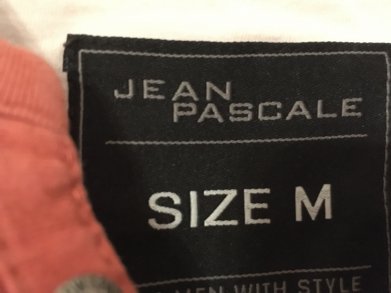 JEAN
PASCALE
SIZE M
MEN WITH STYLE